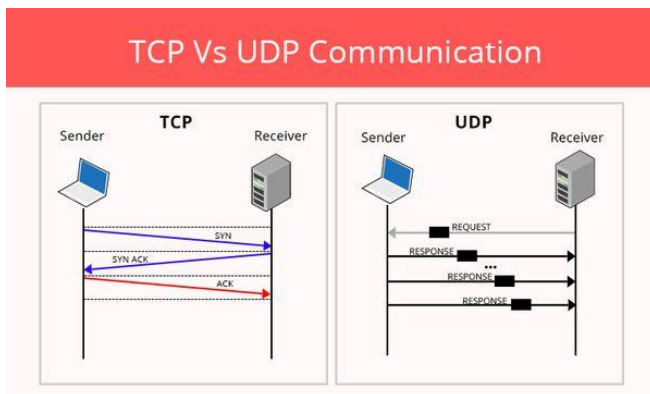 TCP Vs UDP Communication
TCP
Sender
Receiver
SYN
SYN ACK
ACK
UDP
Sender
Receiver
REQUEST
RESPONSE
...
RESPONSE
RESPONSE